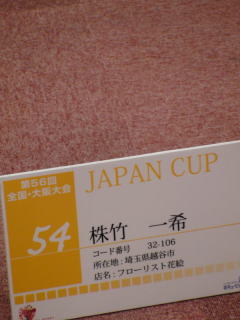 第56回
全国・大阪大会
JAPAN CUP
54
株竹 一希
コード番号 32-106
所在地：埼玉県越谷市
店名：フローリスト花絵